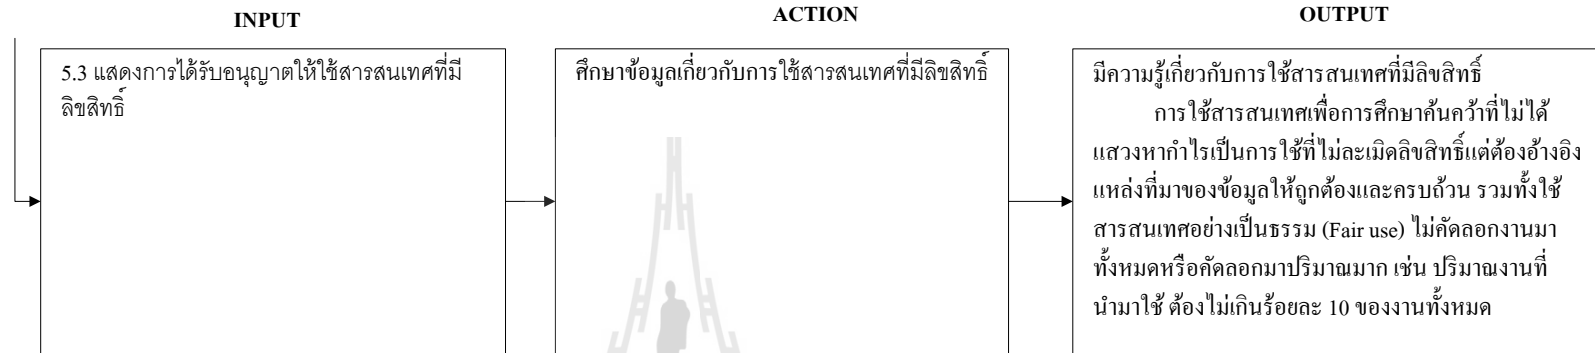 INPUT
ACTION
OUTPUT
5.3 แสดงการได้รับอนุญาตให้ใช้สารสนเทศที่มี
ลิขสิทธิ์
ศึกษาข้อมูลเกี่ยวกับการใช้สารสนเทศที่มีลิขสิทธิ์
มีความรู้เกี่ยวกับการใช้สารสนเทศที่มีลิขสิทธิ์
การใช้สารสนเทศเพื่อการศึกษาค้นคว้าที่ไม่ได้
แสวงหากำไรเป็นการใช้ที่ไม่ละเมิดลิขสิทธิ์แต่ต้องอ้างอิง
แหล่งที่มาของข้อมูลให้ถูกต้องและครบถ้วน รวมทั้งใช้
สารสนเทศอย่างเป็นธรรม (Fair use) ไม่คัดลอกงานมา
ทั้งหมดหรือคัดลอกมาปริมาณมาก เช่น ปริมาณงานที่
นำมาใช้ ต้องไม่เกินร้อยละ 10 ของงานทั้งหมด